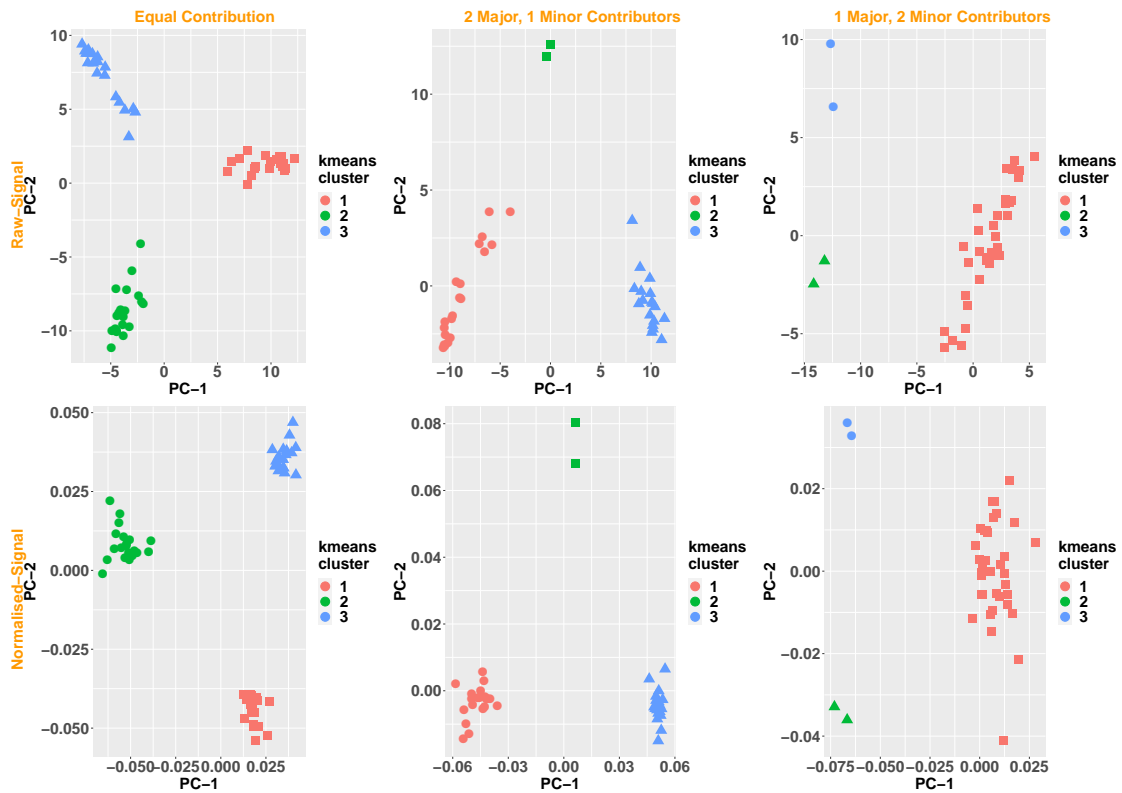 Equal Contribution
2 Major, 1 Minor Contributors
1 Major, 2 Minor Contributors
Raw−Signal
PC−2
10
5
0
−5
−10
−5
0
5
10
PC−1
kmeans
cluster
1
2
3
PC−2
10
5
0
−10
−5
0
5
10
PC−1
kmeans
cluster
1
2
3
PC−2
10
5
0
−5
−15
−10
−5
0
5
PC−1
kmeans
cluster
1
2
3
Normalised−Signal
PC−2
0.050
0.025
0.000
−0.025
−0.050
−0.050
−0.025
0.000
0.025
PC−1
kmeans
cluster
1
2
3
PC−2
0.08
0.06
0.04
0.02
0.00
−0.06
−0.03
0.00
0.03
0.06
PC−1
kmeans
cluster
1
2
3
PC−2
0.02
0.00
−0.02
−0.04
−0.075
−0.050
−0.025
0.000
0.025
PC−1
kmeans
cluster
1
2
3